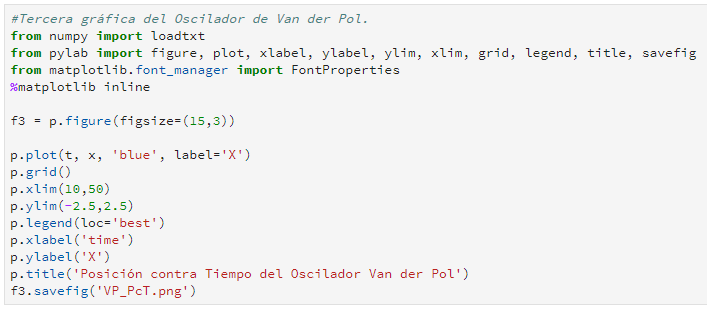 #Tercera gráfica del Oscilador de Van der Pol.
from numpy import loadtxt
from pylab import figure, plot, xlabel, ylabel, ylim, xlim, grid, legend, title, savefig
from matplotlib.font_manager import FontProperties
%matplotlib inline
f3 = p.figure(figsize=(15,3))
p.plot(t, x, 'blue', label='X')
p.grid()
p.xlim(10,50)
p.ylim(-2.5,2.5)
p.legend(loc='best')
p.xlabel('time')
p.ylabel('X')
p.title('Posición contra Tiempo del Oscilador Van der Pol')
f3.savefig('VP_PcT.png')